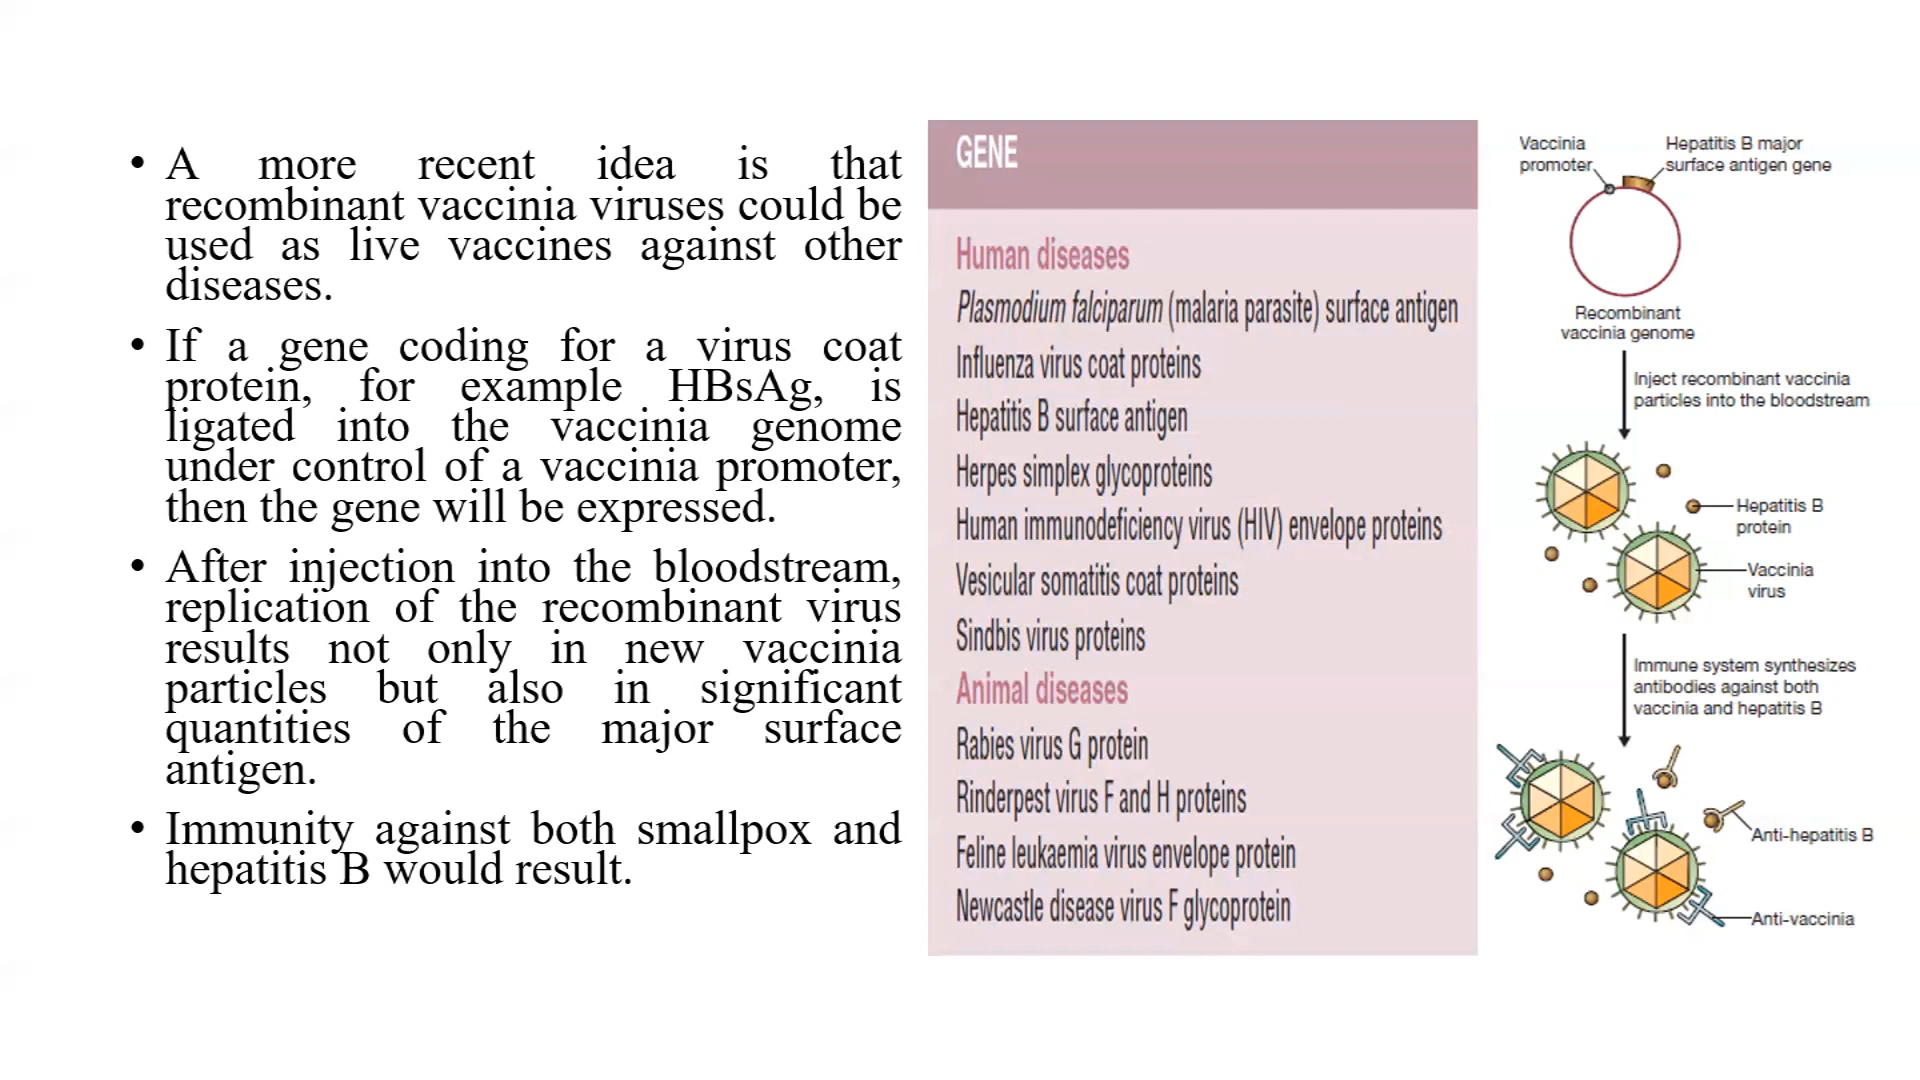 • A more recent idea is that
recombinant vaccinia viruses could be
used as live vaccines against other
diseases.
• If a gene coding for a virus coat
protein, for example HBsAg, is
ligated into the vaccinia genome
under control of a vaccinia promoter,
then the gene will be expressed.
• After injection into the bloodstream,
replication of the recombinant virus
results not only in new vaccinia
particles but also in significant
quantities of the major surface
antigen.
• Immunity against both smallpox and
hepatitis B would result.
GENE
Human diseases
Plasmodium falciparum (malaria parasite) surface antigen
Influenza virus coat proteins
Hepatitis B surface antigen
Herpes simplex glycoproteins
Human immunodeficiency virus (HIV) envelope proteins
Vesicular somatitis coat proteins
Sindbis virus proteins
Animal diseases
Rabies virus G protein
Rinderpest virus F and H proteins
Feline leukaemia virus envelope protein
Newcastle disease virus F glycoprotein
Vaccinia
promoter
Hepatitis B major
surface antigen gene
Recombinant
vaccinia genome
Inject recombinant vaccinia
particles into the bloodstream
Hepatitis B
protein
Vaccinia
virus
Immune system synthesizes
antibodies against both
vaccinia and hepatitis B
Anti-hepatitis B
Anti-vaccinia